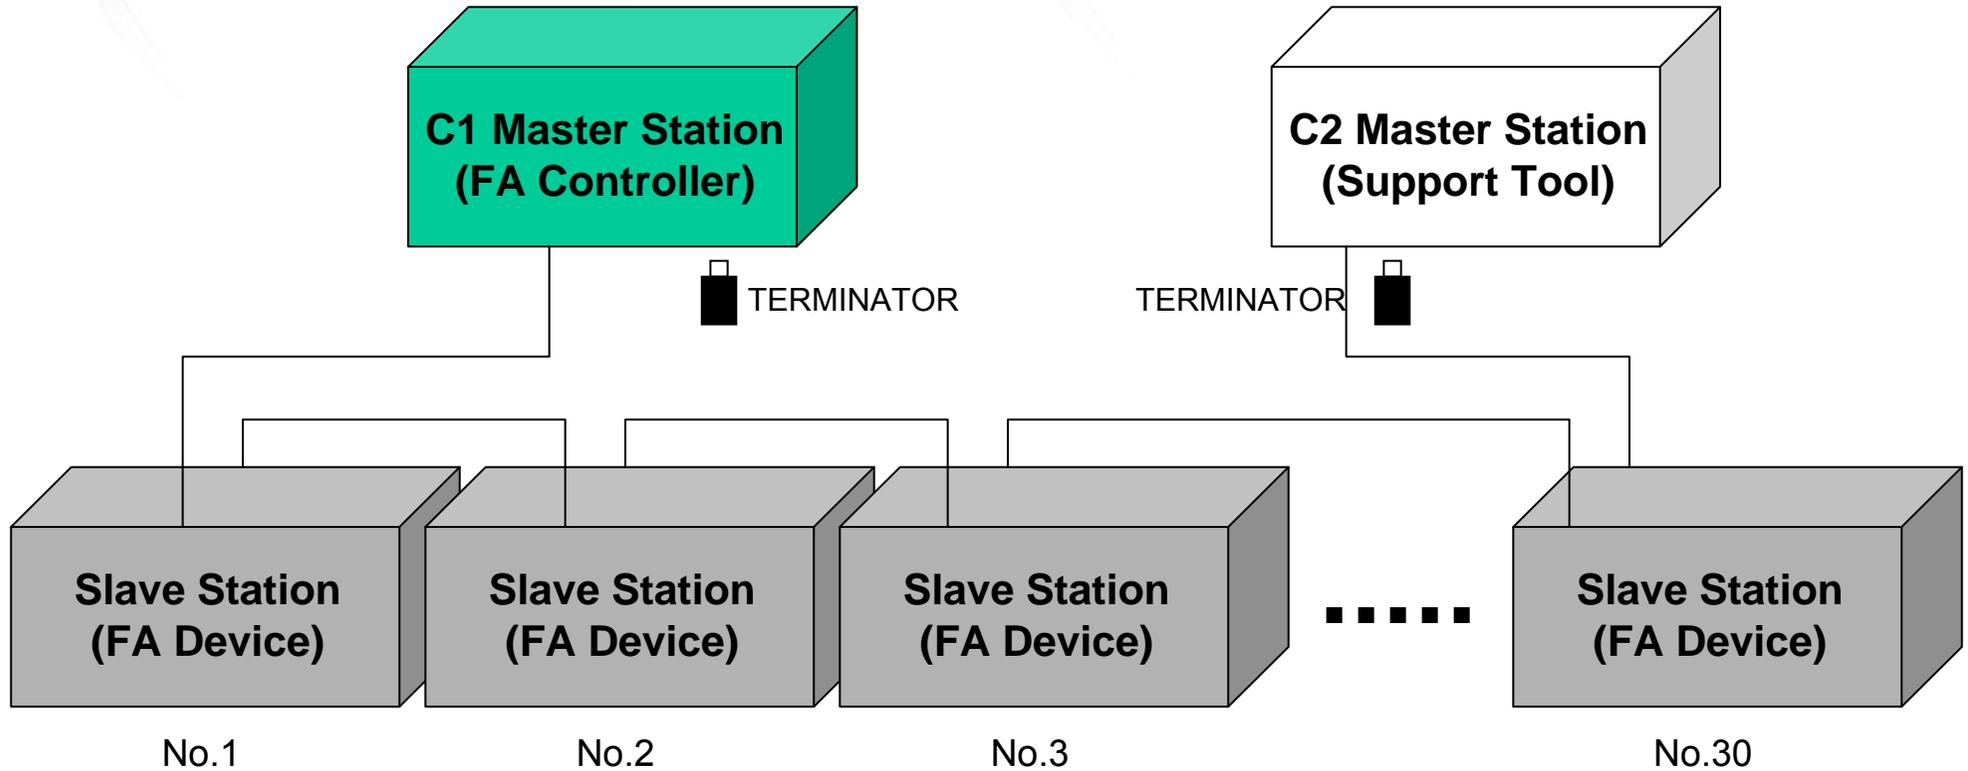 C1 Master Station
(FA Controller)
C2 Master Station
(Support Tool)
TERMINATOR
TERMINATOR
Slave Station
(FA Device)
Slave Station
(FA Device)
Slave Station
(FA Device)
Slave Station
(FA Device)
No.1
No.2
No.3
No.30